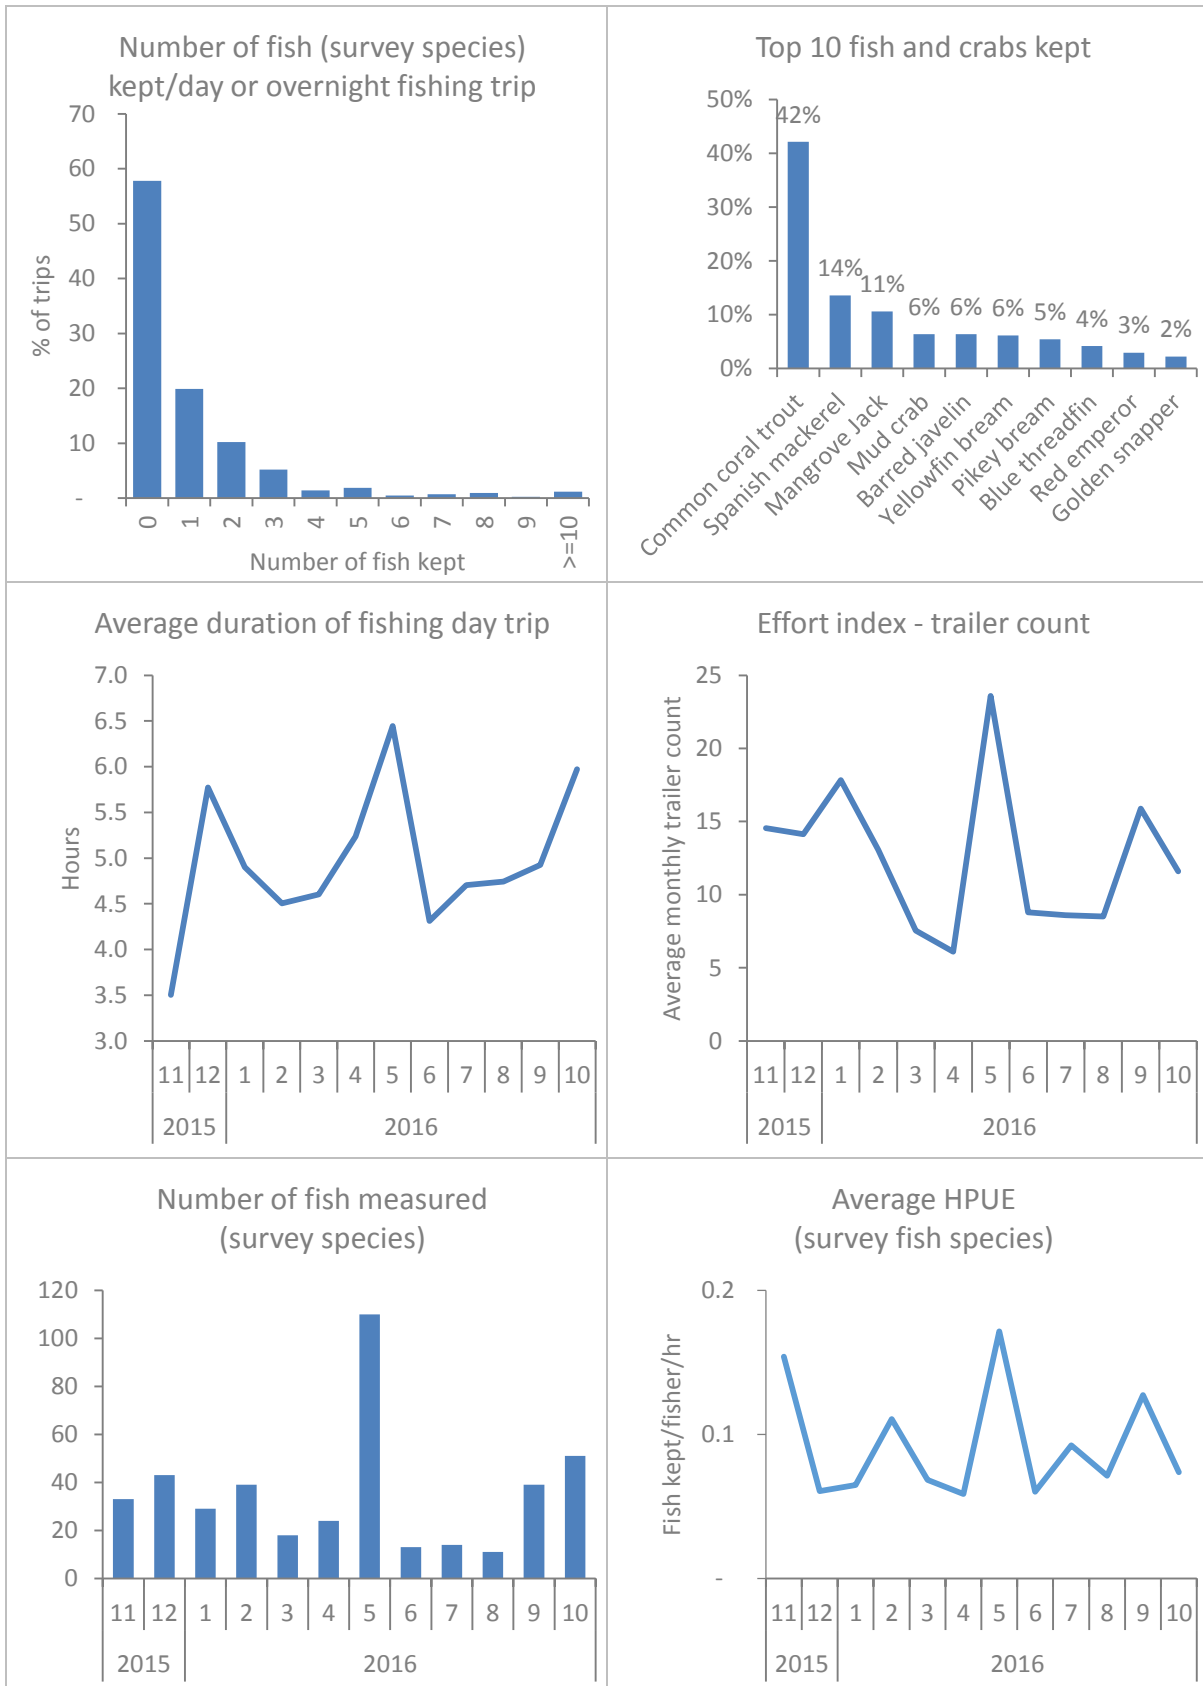 Number of fish (survey species)
kept/day or overnight fishing trip
% of trips
70
60
50
40
30
20
10
-
0 1 2 3 4 5 6 7 8 9 >=10
Number of fish kept
Top 10 fish and crabs kept
50%
40%
30%
20%
10%
0%
42% 14% 11% 6% 6% 6% 5% 4% 3% 2%
Common coral trout
Spanish mackerel
Mangrove Jack
Mud crab
Barred javelin
Yellowfin bream
Pikey bream
Blue threadfin
Red emperor
Golden snapper
Average duration of fishing day trip
Hours
7.0
6.5
6.0
5.5
5.0
4.5
4.0
3.5
3.0
11 12 1 2 3 4 5 6 7 8 9 10
2015 2016
Effort index - trailer count
Average monthly trailer count
25
20
15
10
5
0
11 12 1 2 3 4 5 6 7 8 9 10
2015 2016
Number of fish measured
(survey species)
120
100
80
60
40
20
0
11 12 1 2 3 4 5 6 7 8 9 10
2015 2016
Average HPUE
(survey fish species)
Fish kept/fisher/hr
0.2
0.1
-
11 12 1 2 3 4 5 6 7 8 9 10
2015 2016